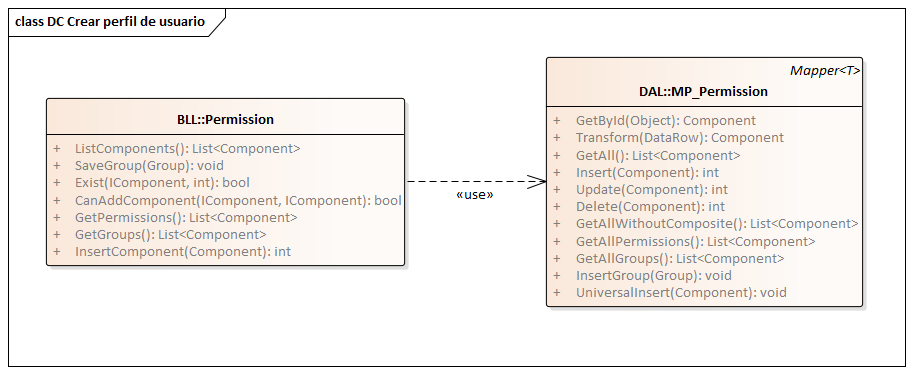 class DC Crear perfil de usuario
BLL::Permission
+ ListComponents(): List<Component>
+ SaveGroup(Group): void
+ Exist(IComponent, int): bool
+ CanAddComponent(IComponent, IComponent): bool
+ GetPermissions(): List<Component>
+ GetGroups(): List<Component>
+ InsertComponent(Component): int
«use»
Mapper<T>
DAL::MP_Permission
+ GetById(Object): Component
+ Transform(DataRow): Component
+ GetAll(): List<Component>
+ Insert(Component): int
+ Update(Component): int
+ Delete(Component): int
+ GetAllWithoutComposite(): List<Component>
+ GetAllPermissions(): List<Component>
+ GetAllGroups(): List<Component>
+ InsertGroup(Group): void
+ UniversalInsert(Component): void